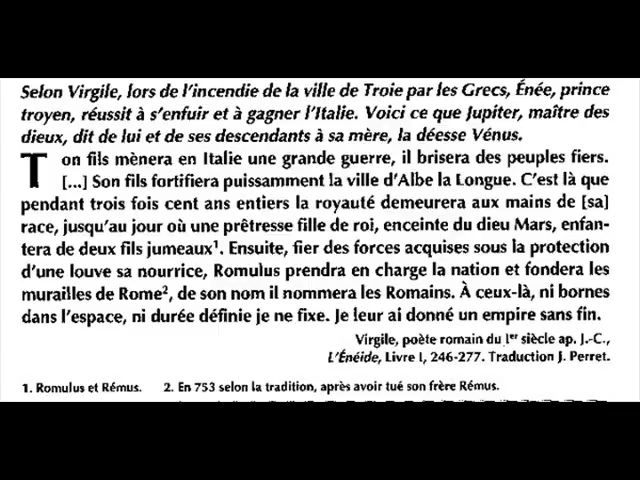 Selon Virgile, lors de l'incendie de la ville de Troie par les Grecs, Énée, prince
troyen, réussit à s'enfuir et à gagner l'Italie. Voici ce que Jupiter, maître des
dieux, dit de lui et de ses descendants à sa mère, la déesse Vénus.
Ton fils mènera en Italie une grande guerre, il brisera des peuples fiers.
[...] Son fils fortifiera puissamment la ville d'Albe la Longue. C'est là que
pendant trois fois cent ans entiers la royauté demeurera aux mains de [sa]
race, jusqu'au jour où une prêtresse fille de roi, enceinte du dieu Mars, enfan-
tera de deux fils jumeaux¹. Ensuite, fier des forces acquises sous la protection
d'une louve sa nourrice, Romulus prendra en charge la nation et fondera les
murailles de Rome², de son nom il nommera les Romains. À ceux-là, ni bornes
dans l'espace, ni durée définie je ne fixe. Je leur ai donné un empire sans fin.
Virgile, poète romain du Iᵉʳ siècle ap. J.-C.,
L'Énéide, Livre I, 246-277. Traduction J. Perret.
1. Romulus et Rémus. 2. En 753 selon la tradition, après avoir tué son frère Rémus.